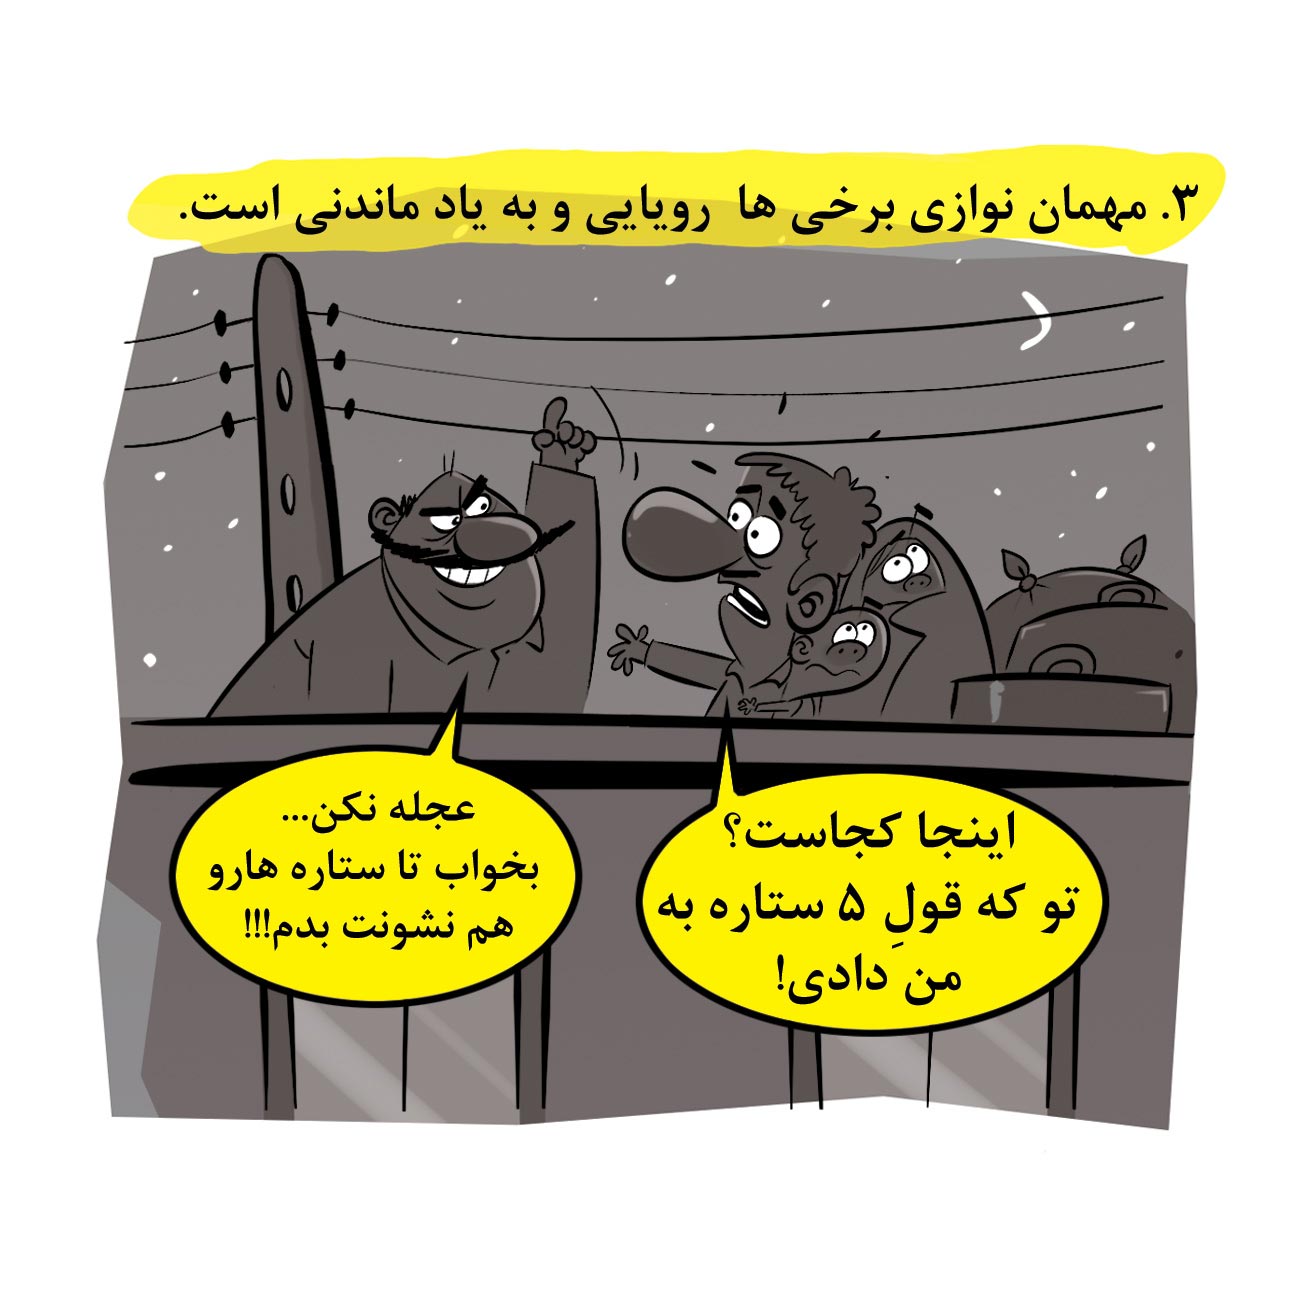 ۳. مهمان نوازی برخی ها رویایی و به یاد ماندنی است.
اینجا کجاست؟
تو که قولِ ۵ ستاره به
من دادی!
عجله نکن...
بخواب تا ستاره هارو
هم نشونت بدم!!!